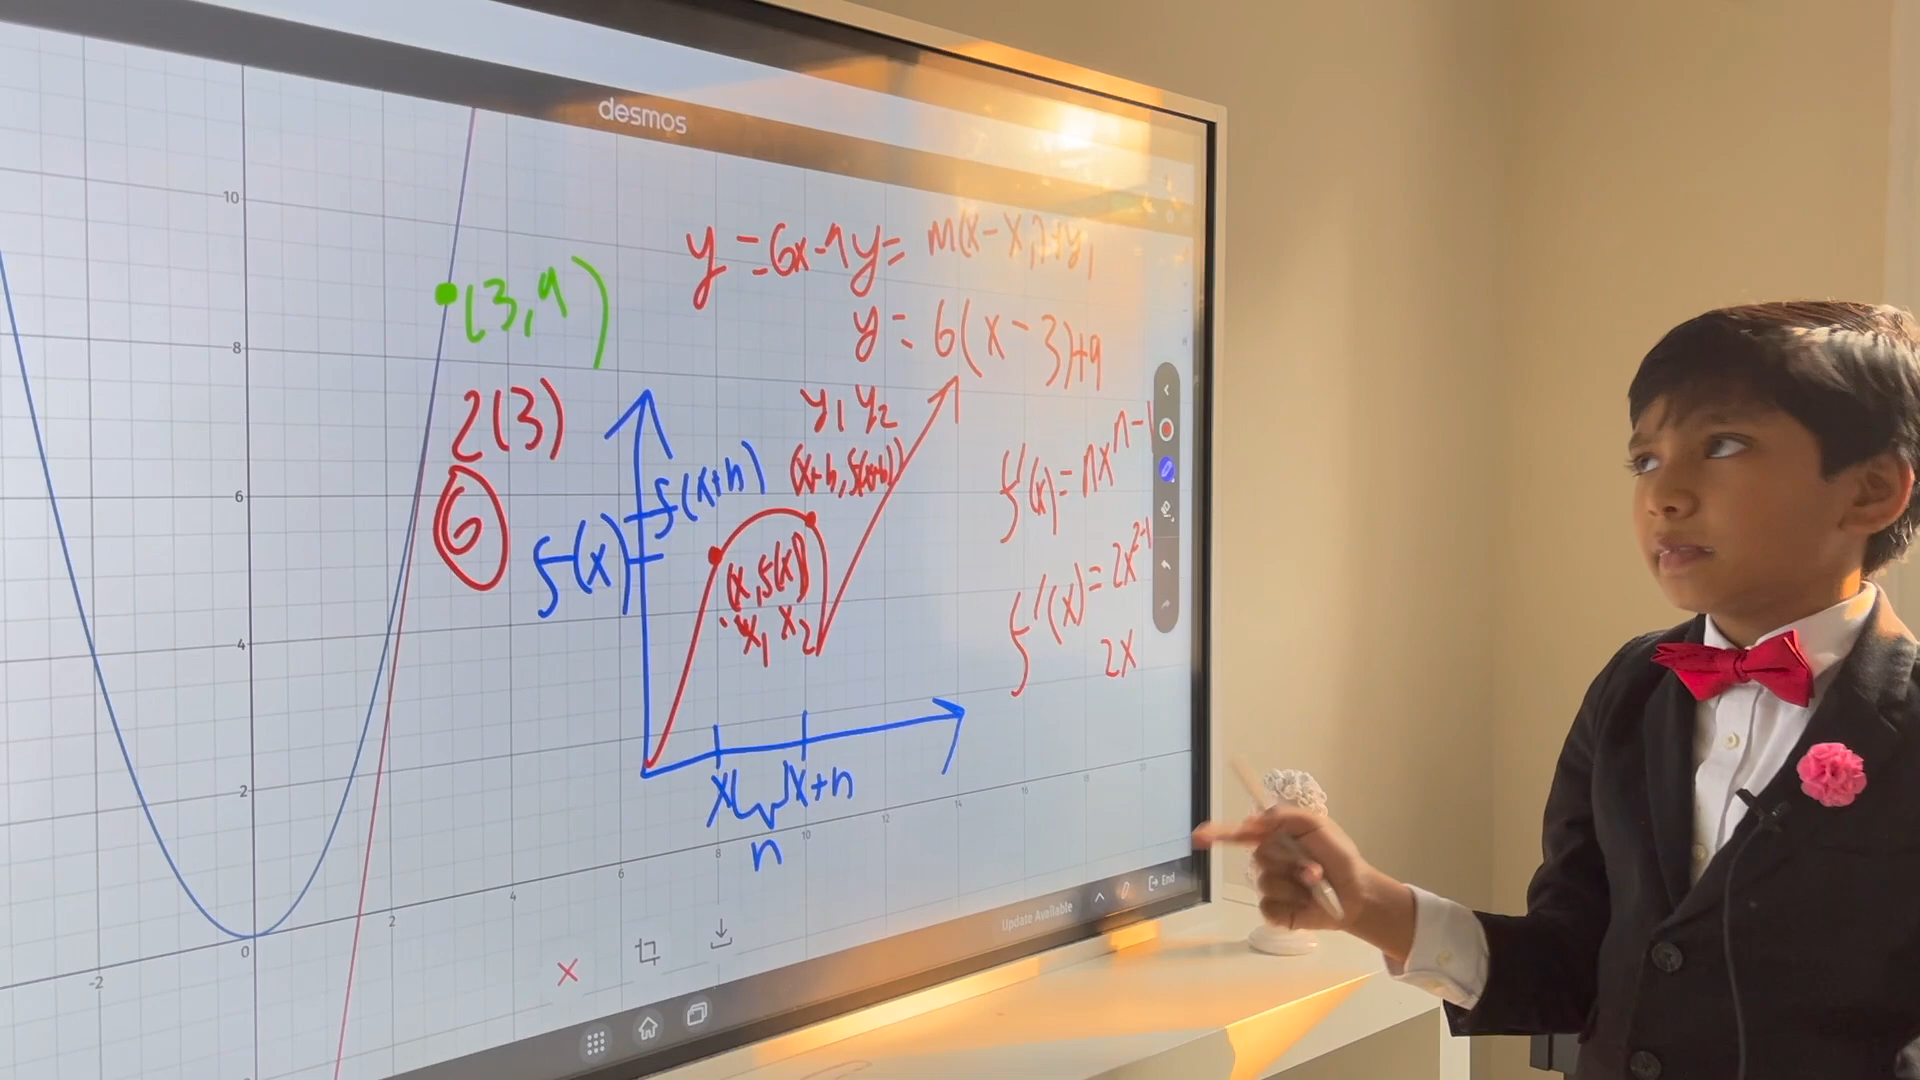 desmos
y = 6x-9
y = m(x-x₁)+y₁
y = 6(x-3)+9
(3,9)
2(3)
6
y₁ y₂
(x+h, f(x+h))
f(x+h)
f(x)
(x, f(x))
x₁ x₂
x x+h
h
f'(x) = nx^n-1
f'(x) = 2x^2-1
2x
10
8
6
4
2
0
-2
2
4
6
8
10
12
14
16
18
Update Available
End